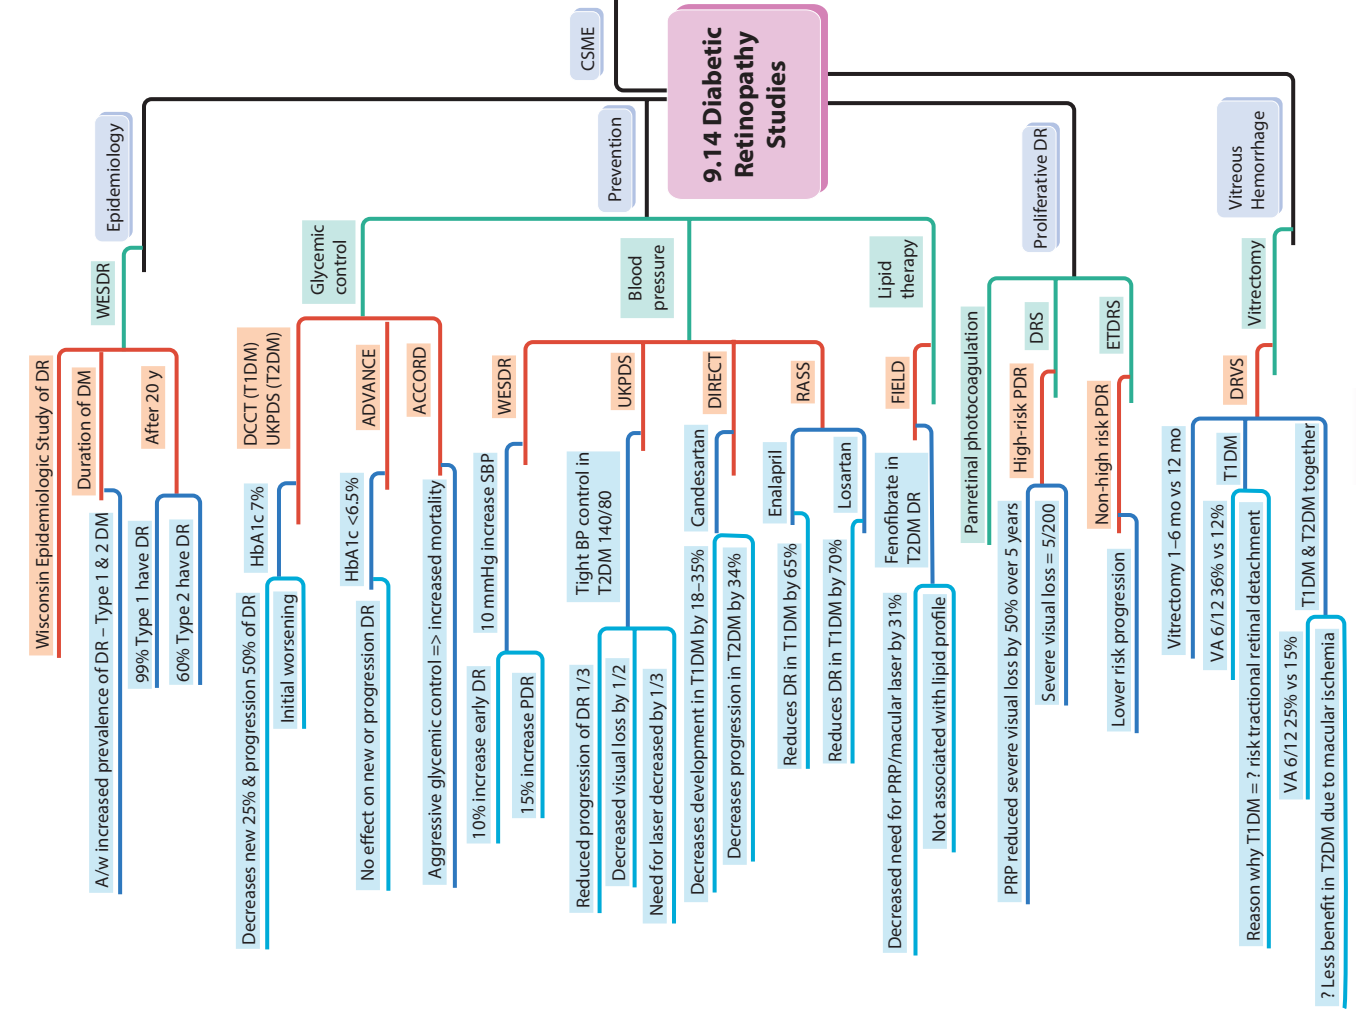 9.14 Diabetic
Retinopathy
Studies
CSME
Epidemiology
WESDR
Wisconsin Epidemiologic Study of DR
Duration of DM
A/w increased prevalence of DR – Type 1 & 2 DM
After 20 y
99% Type 1 have DR
60% Type 2 have DR
Prevention
Glycemic
control
DCCT (T1DM)
UKPDS (T2DM)
HbA1c 7%
Decreases new 25% & progression 50% of DR
Initial worsening
ADVANCE
HbA1c <6.5%
No effect on new or progression DR
ACCORD
Aggressive glycemic control => increased mortality
Blood
pressure
WESDR
10 mmHg increase SBP
10% increase early DR
15% increase PDR
UKPDS
Tight BP control in
T2DM 140/80
Reduced progression of DR 1/3
Decreased visual loss by 1/2
Need for laser decreased by 1/3
DIRECT
Candesartan
Decreases development in T1DM by 18–35%
Decreases progression in T2DM by 34%
RASS
Enalapril
Reduces DR in T1DM by 65%
Losartan
Reduces DR in T1DM by 70%
Lipid
therapy
FIELD
Fenofibrate in
T2DM DR
Decreased need for PRP/macular laser by 31%
Not associated with lipid profile
Proliferative DR
Panretinal photocoagulation
DRS
High-risk PDR
PRP reduced severe visual loss by 50% over 5 years
Severe visual loss = 5/200
ETDRS
Non-high risk PDR
Lower risk progression
Vitreous
Hemorrhage
Vitrectomy
DRVS
Vitrectomy 1–6 mo vs 12 mo
T1DM
VA 6/12 36% vs 12%
Reason why T1DM = ? risk tractional retinal detachment
T1DM & T2DM together
VA 6/12 25% vs 15%
? Less benefit in T2DM due to macular ischemia